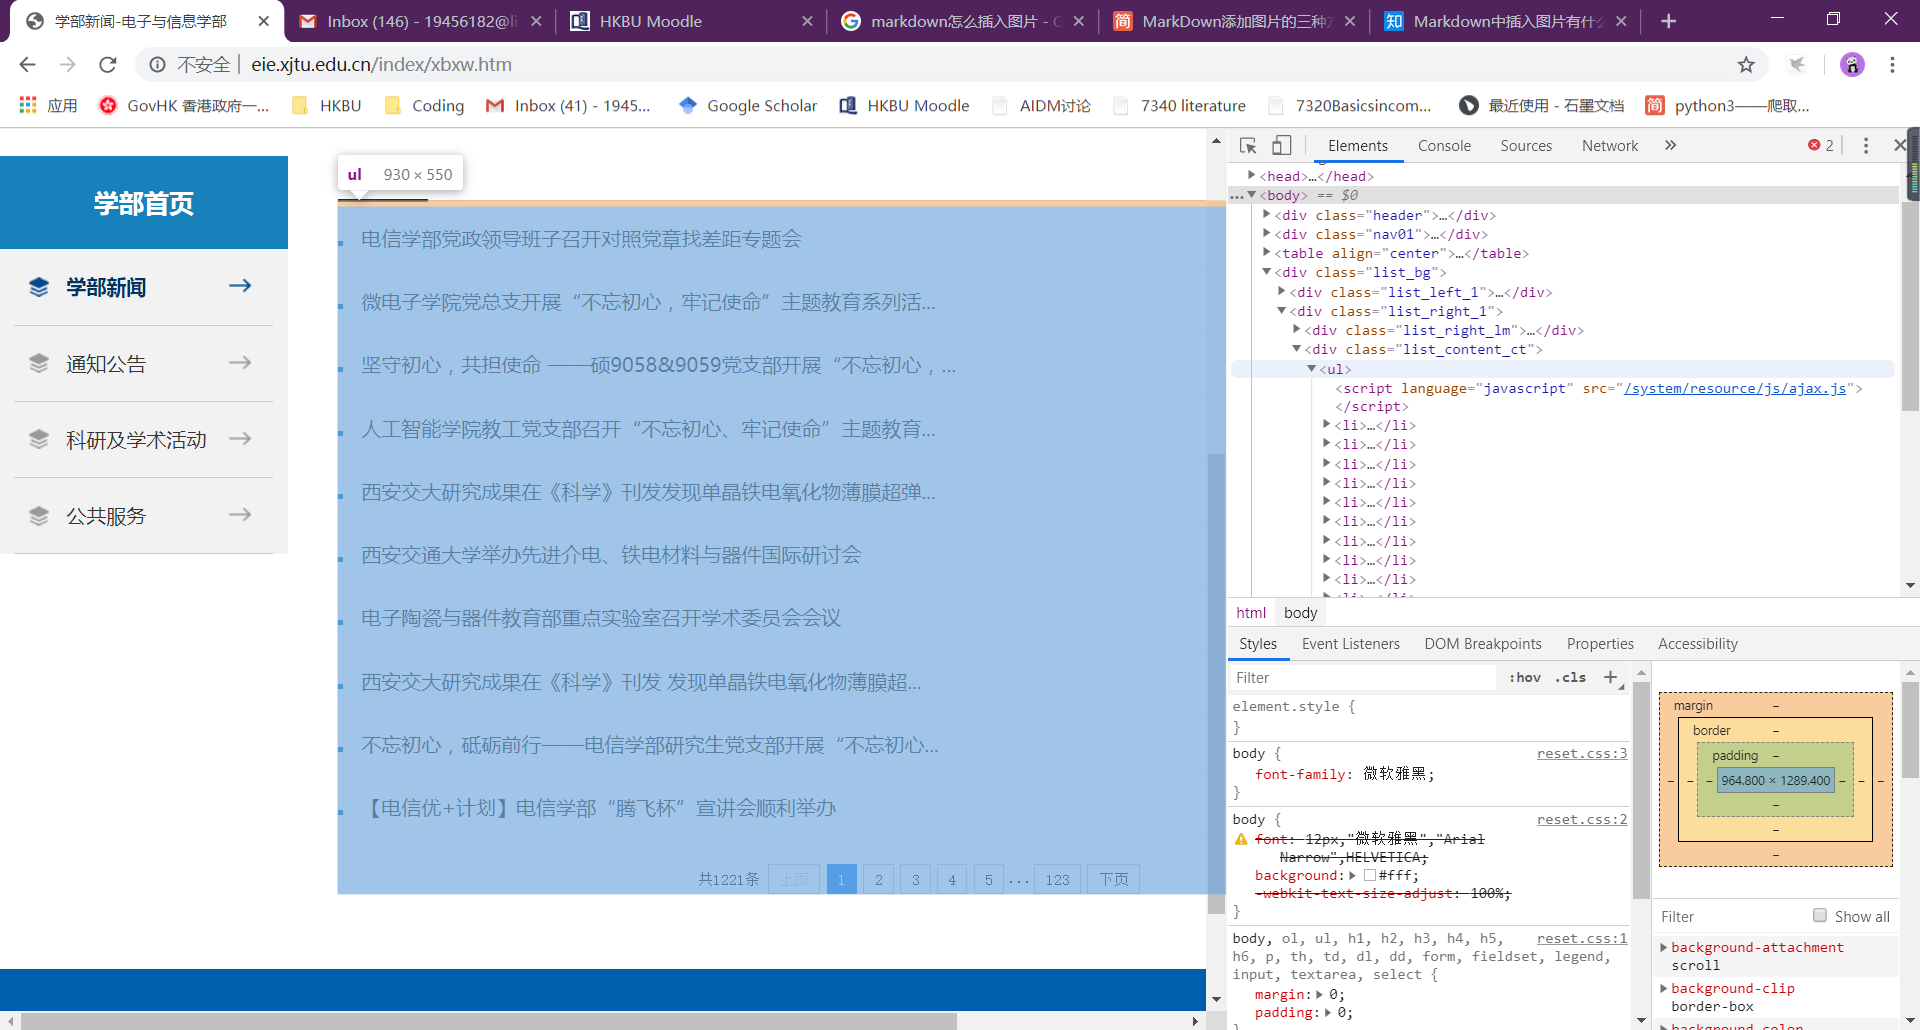 学部新闻-电子与信息学部
Inbox (146) - 19456182@li
HKBU Moodle
markdown怎么插入图片 - G
MarkDown添加图片的三种方
Markdown中插入图片有什么
不安全 | eie.xjtu.edu.cn/index/xbxw.htm
应用
GovHK 香港政府一...
HKBU
Coding
Inbox (41) - 1945...
Google Scholar
HKBU Moodle
AIDM讨论
7340 literature
7320Basicsincom...
最近使用 - 石墨文档
python3——爬取...
学部首页
学部新闻
通知公告
科研及学术活动
公共服务
ul 930 × 550
电信学部党政领导班子召开对照党章找差距专题会
微电子学院党总支开展“不忘初心，牢记使命”主题教育系列活...
坚守初心，共担使命 ——硕9058&9059党支部开展“不忘初心，...
人工智能学院教工党支部召开“不忘初心、牢记使命”主题教育...
西安交大研究成果在《科学》刊发发现单晶铁电氧化物薄膜超弹...
西安交通大学举办先进介电、铁电材料与器件国际研讨会
电子陶瓷与器件教育部重点实验室召开学术委员会会议
西安交大研究成果在《科学》刊发 发现单晶铁电氧化物薄膜超...
不忘初心，砥砺前行——电信学部研究生党支部开展“不忘初心...
【电信优+计划】电信学部“腾飞杯”宣讲会顺利举办
共1221条 上页 1 2 3 4 5 ... 123 下页
Elements Console Sources Network » 2
<head>…</head>
…<body> == $0
<div class="header">…</div>
<div class="nav01">…</div>
<table align="center">…</table>
<div class="list_bg">
<div class="list_left_1">…</div>
<div class="list_right_1">
<div class="list_right_lm">…</div>
<div class="list_content_ct">
<ul>
<script language="javascript" src="/system/resource/js/ajax.js">
</script>
<li>…</li>
<li>…</li>
<li>…</li>
<li>…</li>
<li>…</li>
<li>…</li>
<li>…</li>
<li>…</li>
<li>…</li>
html body
Styles Event Listeners DOM Breakpoints Properties Accessibility
Filter :hov .cls +
element.style {
}
body { reset.css:3
font-family: 微软雅黑;
}
body { reset.css:2
font: 12px,"微软雅黑","Arial
Narrow",HELVETICA;
background: #fff;
-webkit-text-size-adjust: 100%;
}
body, ol, ul, h1, h2, h3, h4, h5, reset.css:1
h6, p, th, td, dl, dd, form, fieldset, legend,
input, textarea, select {
margin: 0;
padding: 0;
}
margin –
border –
padding –
– – – 964.800 × 1289.400 – – –
–
–
–
Filter Show all
background-attachment
scroll
background-clip
border-box
background-color